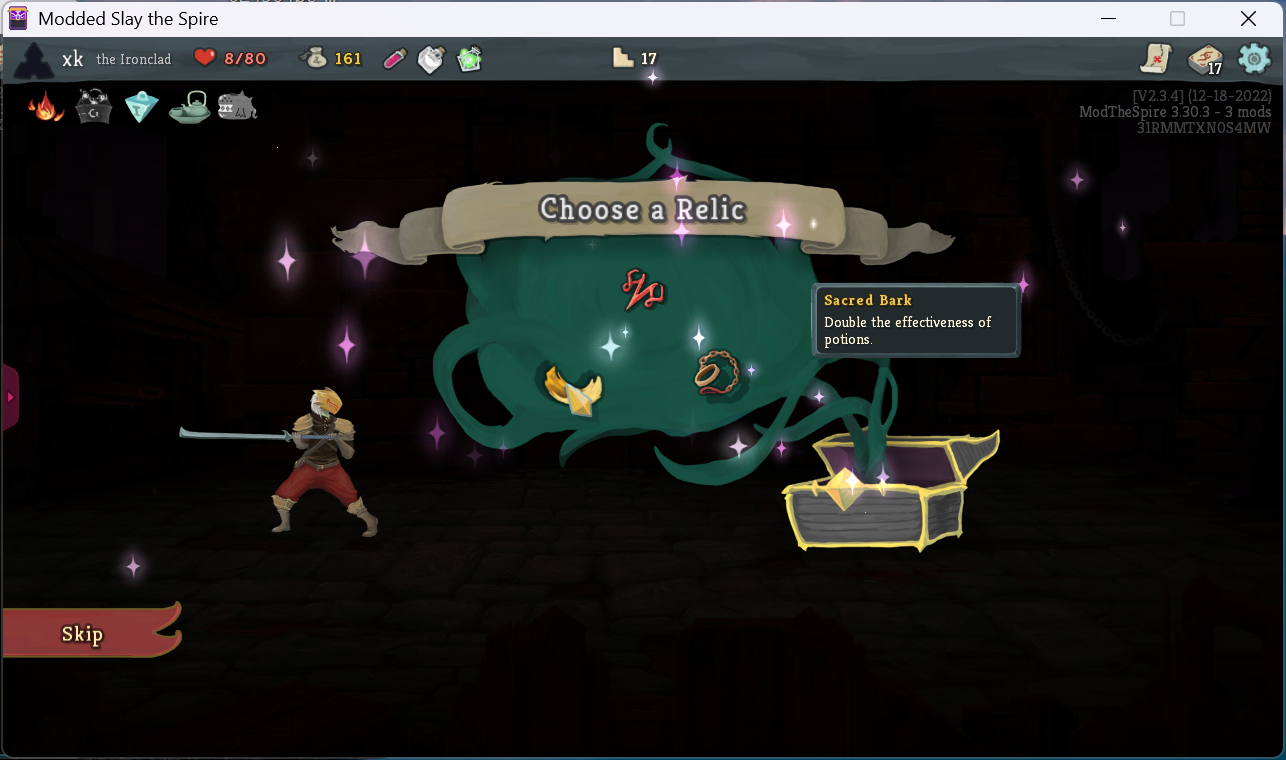 Modded Slay the Spire
xk the Ironclad 8/80 161 17
17
[V2.3.4] (12-18-2022)
ModTheSpire 3.30.3 - 3 mods
31RMMTXN0S4MW
Choose a Relic
Sacred Bark
Double the effectiveness of
potions.
Skip